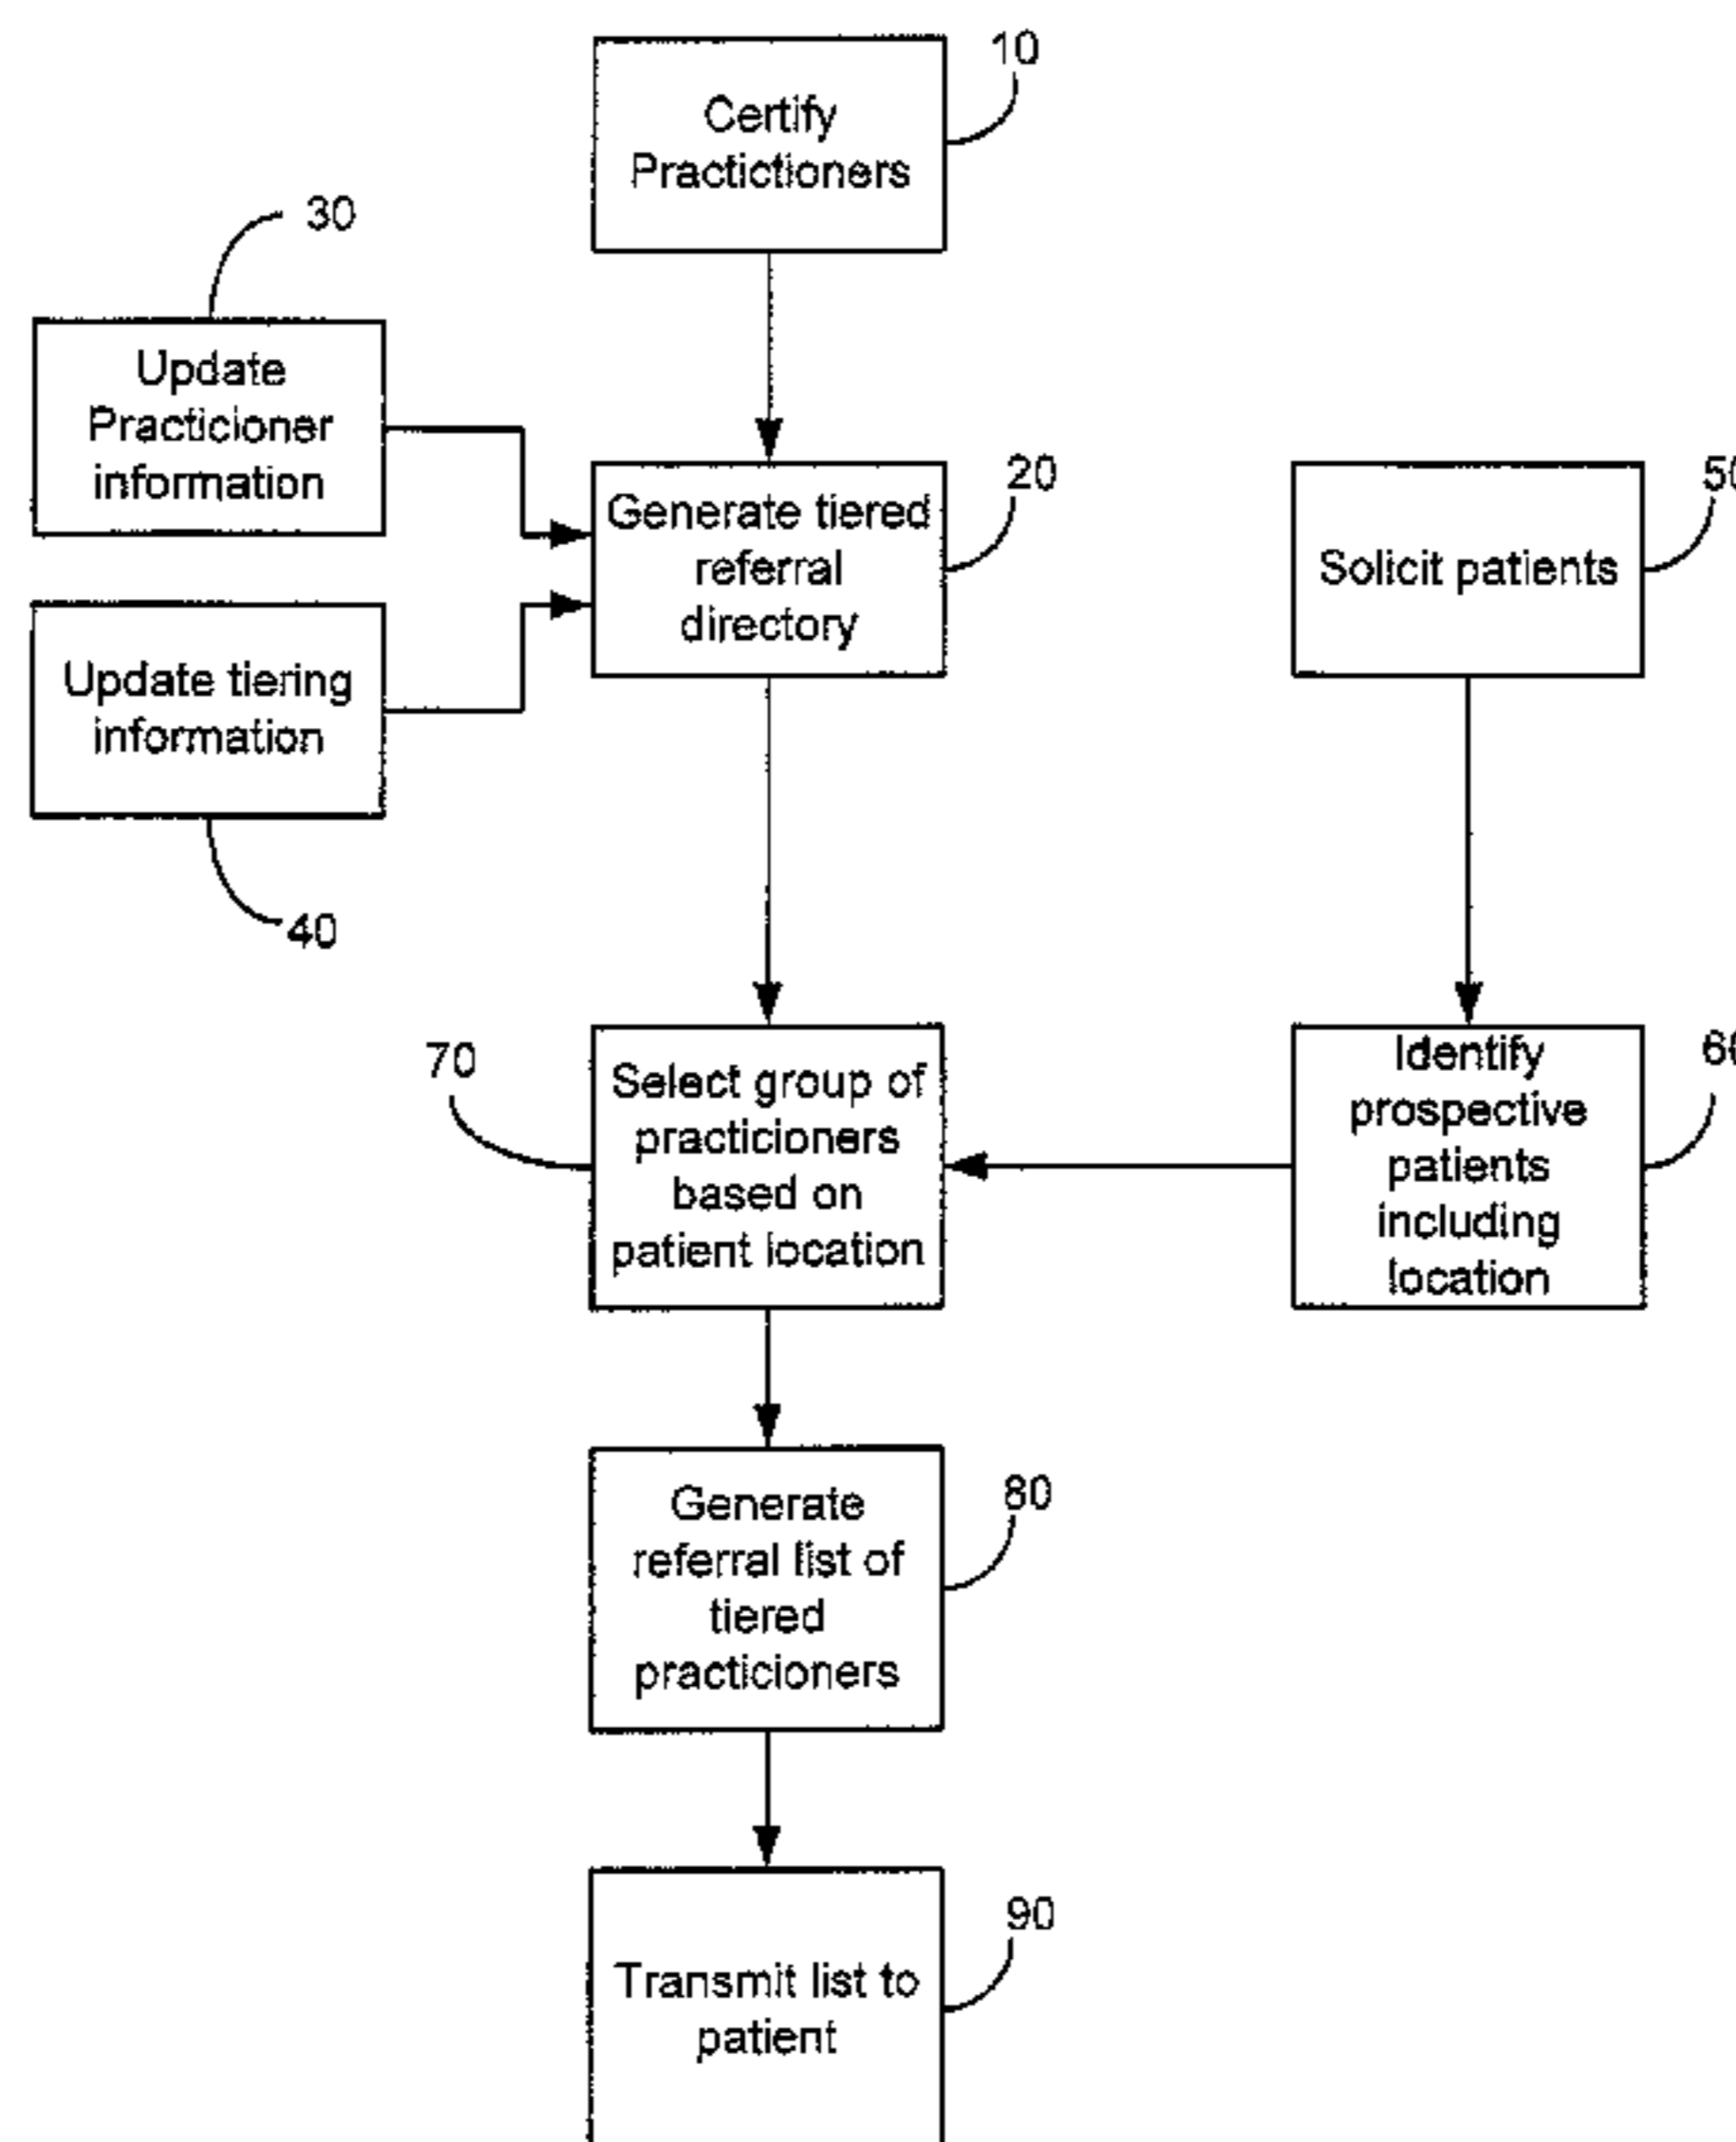 10
Certify
Practictioners
30
Update
Practicioner
information
20
Generate tiered
referral
directory
50
Solicit patients
Update tiering
information
40
70
Select group of
practicioners
based on
patient location
60
Identify
prospective
patients
including
location
80
Generate
referral list of
tiered
practicioners
90
Transmit list to
patient